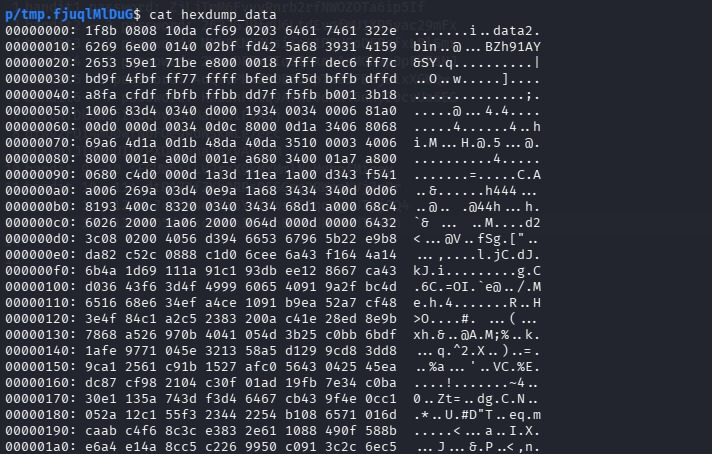 p/tmp.fjuqlMlDuG$ cat hexdump_data
00000000: 1f8b 0808 10da cf69 0203 6461 7461 322e  .......i..data2.
00000010: 6269 6e00 0140 02bf fd42 5a68 3931 4159  bin..@...BZh91AY
00000020: 2653 59e1 71be e800 0018 7fff dec6 ff7c  &SY.q..........|
00000030: bd9f 4fbf ff77 ffff bfed af5d bffb dffd  ..O..w.....]....
00000040: a8fa cfdf fbfb ffbb dd7f f5fb b001 3b18  ..............;.
00000050: 1006 83d4 0340 d000 1934 0034 0006 81a0  .....@...4.4....
00000060: 00d0 000d 0034 0d0c 8000 0d1a 3406 8068  .....4......4..h
00000070: 69a6 4d1a 0d1b 48da 40da 3510 0003 4006  i.M...H.@.5...@.
00000080: 8000 001e a00d 001e a680 3400 01a7 a800  ..........4.....
00000090: 0680 c4d0 000d 1a3d 11ea 1a00 d343 f541  .......=.....C.A
000000a0: a006 269a 03d4 0e9a 1a68 3434 340d 0d06  ..&......h444...
000000b0: 8193 400c 8320 0340 3434 68d1 a000 68c4  ..@.. .@44h...h.
000000c0: 6026 2000 1a06 2000 064d 000d 0000 6432  `& ... ..M....d2
000000d0: 3c08 0200 4056 d394 6653 6796 5b22 e9b8  <...@V..fSg.["..
000000e0: da82 c52c 0888 c1d0 6cee 6a43 f164 4a14  ...,....l.jC.dJ.
000000f0: 6b4a 1d69 111a 91c1 93db ee12 8667 ca43  kJ.i.........g.C
00000100: d036 43f6 3d4f 4999 6065 4091 9a2f bc4d  .6C.=OI.`e@../.M
00000110: 6516 68e6 34ef a4ce 1091 b9ea 52a7 cf48  e.h.4.......R..H
00000120: 3e4f 84c1 a2c5 2383 200a c41e 28ed 8e9b  >O....#. ...(...
00000130: 7868 a526 970b 4041 054d 3b25 c0bb 6bdf  xh.&..@A.M;%..k.
00000140: 1afe 9771 045e 3213 58a5 d129 9cd8 3dd8  ...q.^2.X..)..=.
00000150: 9ca1 2561 c91b 1527 afc0 5643 0425 45ea  ..%a...'..VC.%E.
00000160: dc87 cf98 2104 c30f 01ad 19fb 7e34 c0ba  ....!.......~4..
00000170: 30e1 135a 743d f3d4 6467 cb43 9f4e 0cc1  0..Zt=..dg.C.N..
00000180: 052a 12c1 55f3 2344 2254 b108 6571 016d  .*..U.#D"T..eq.m
00000190: caab c4f6 8c3c e383 2e61 1088 490f 588b  .....<...a..I.X.
000001a0: e6a4 e14a 8cc5 c226 9950 c091 3c2c 6ec5  ...J...&.P..<,n.